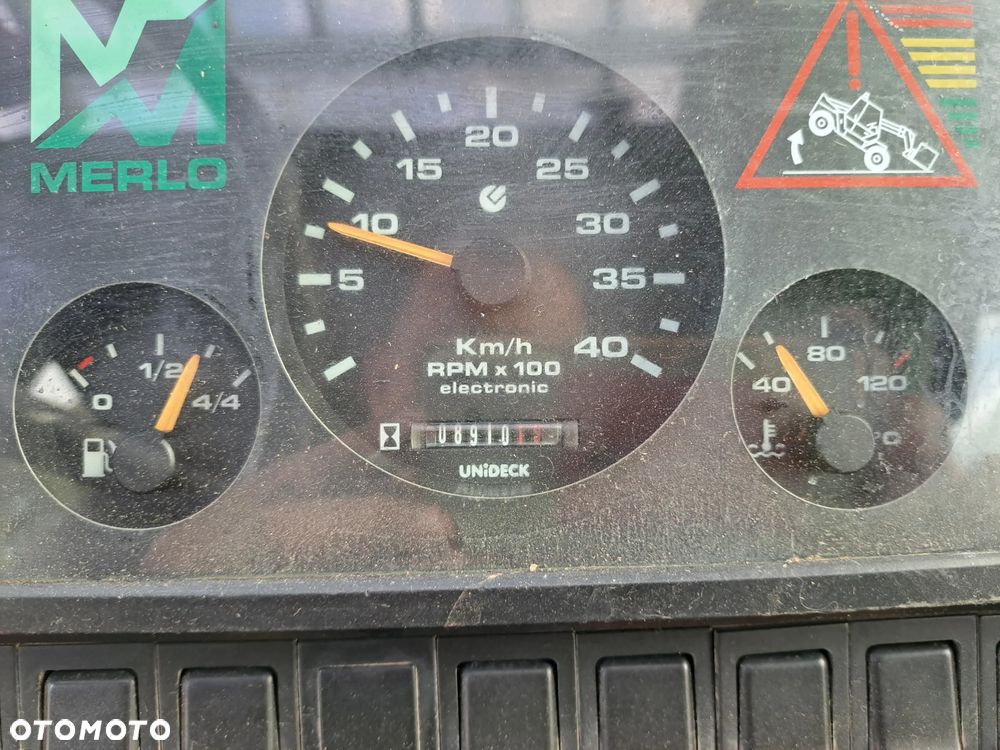 MERLO
5
10
15
20
25
30
35
40
Km/h
RPM x 100
electronic
UNiDECK
0
1/2
4/4
40
80
120
°C
OTOMOTO